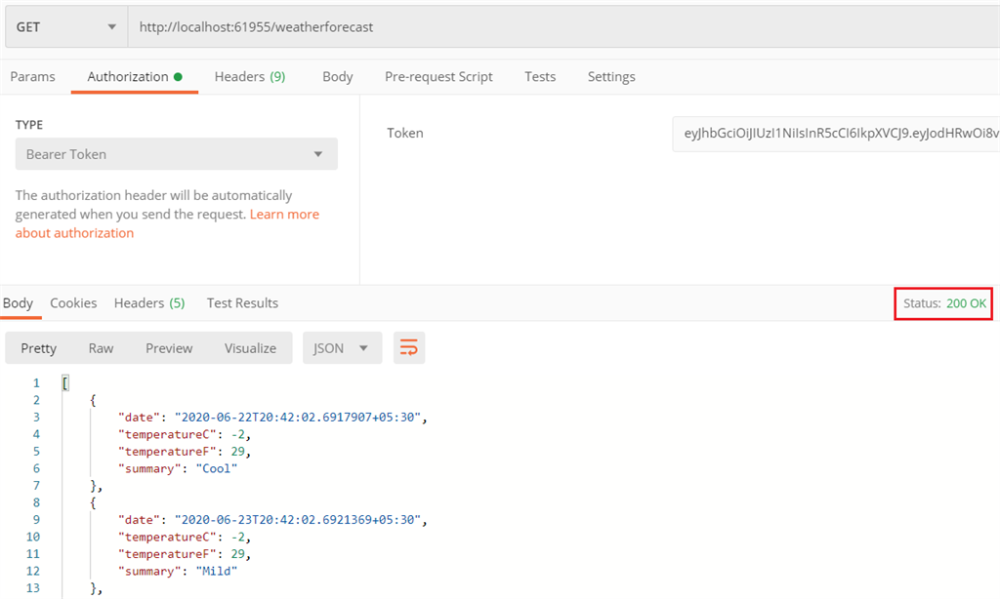 GET http://localhost:61955/weatherforecast
Params Authorization Headers (9) Body Pre-request Script Tests Settings
TYPE
Bearer Token
The authorization header will be automatically
generated when you send the request. Learn more
about authorization
Token eyJhbGciOiJIUzI1NiIsInR5cCI6IkpXVCJ9.eyJodHRwOi8v
Body Cookies Headers (5) Test Results Status: 200 OK
Pretty Raw Preview Visualize JSON
1 [
2 {
3 "date": "2020-06-22T20:42:02.6917907+05:30",
4 "temperatureC": -2,
5 "temperatureF": 29,
6 "summary": "Cool"
7 },
8 {
9 "date": "2020-06-23T20:42:02.6921369+05:30",
10 "temperatureC": -2,
11 "temperatureF": 29,
12 "summary": "Mild"
13 },